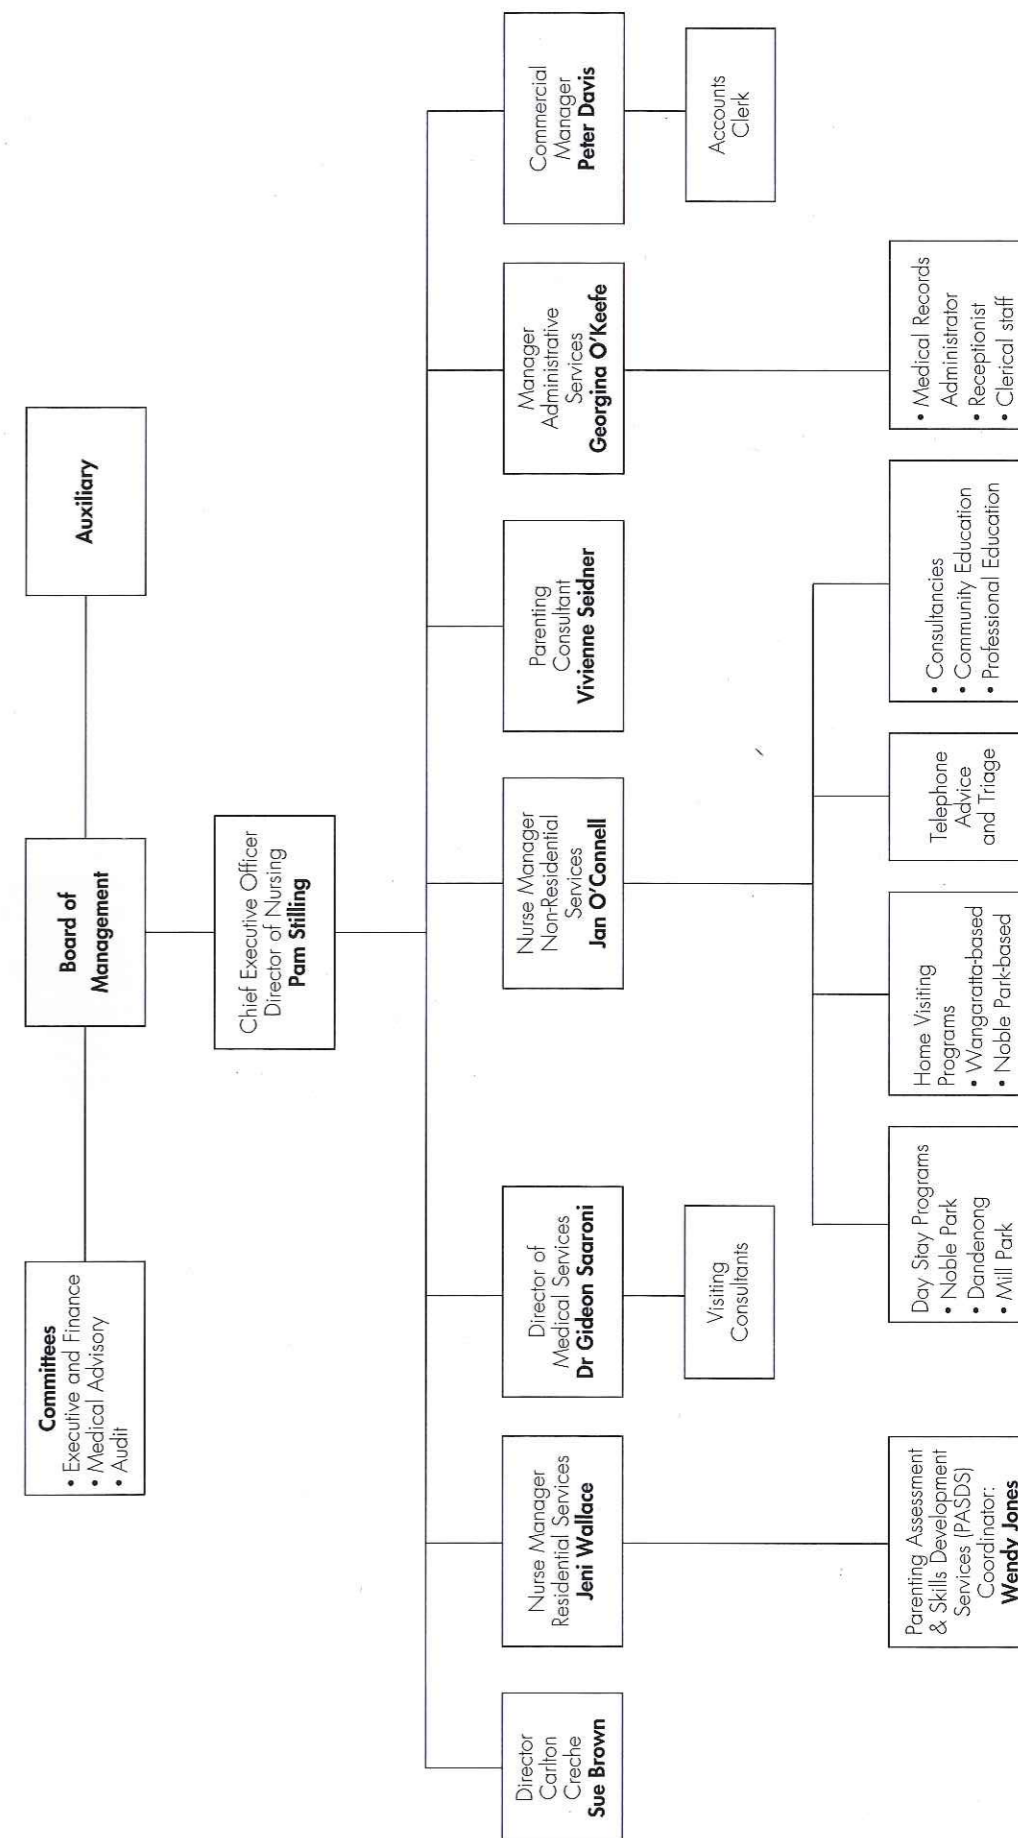 Committees
• Executive and Finance
• Medical Advisory
• Audit
Board of
Management
Auxiliary
Chief Executive Officer
Director of Nursing
Pam Stilling
Director
Carlton
Creche
Sue Brown
Nurse Manager
Residential Services
Jeni Wallace
Director of
Medical Services
Dr Gideon Saaroni
Nurse Manager
Non-Residential
Services
Jan O'Connell
Parenting
Consultant
Vivienne Seidner
Manager
Administrative
Services
Georgina O'Keefe
Commercial
Manager
Peter Davis
Visiting
Consultants
Accounts
Clerk
Parenting Assessment
& Skills Development
Services (PASDS)
Coordinator:
Wendy Jones
Day Stay Programs
• Noble Park
• Dandenong
• Mill Park
Home Visiting
Programs
• Wangaratta-based
• Noble Park-based
Telephone
Advice
and Triage
• Consultancies
• Community Education
• Professional Education
• Medical Records
Administrator
• Receptionist
• Clerical staff